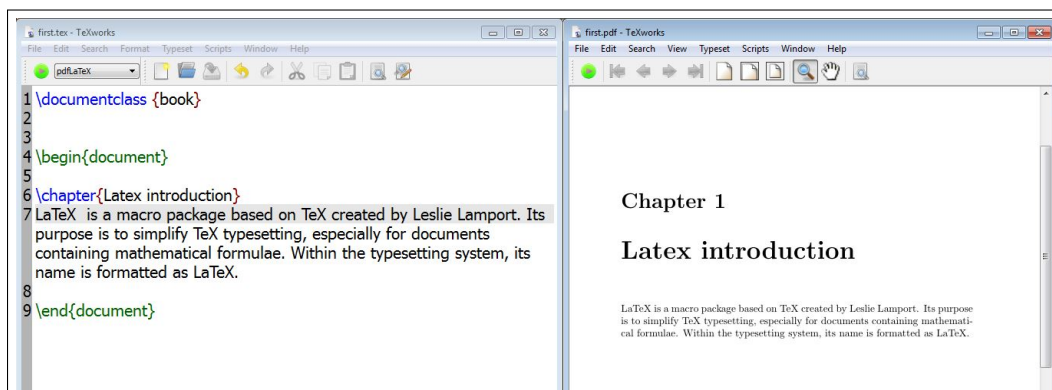 first.tex - TeXworks
File Edit Search Format Typeset Scripts Window Help
pdfLaTeX
1 \documentclass {book}
2
3
4 \begin{document}
5
6 \chapter{Latex introduction}
7 LaTeX  is a macro package based on TeX created by Leslie Lamport. Its
purpose is to simplify TeX typesetting, especially for documents
containing mathematical formulae. Within the typesetting system, its
name is formatted as LaTeX.
8
9 \end{document}
first.pdf - TeXworks
File Edit Search View Typeset Scripts Window Help
Chapter 1
Latex introduction
LaTeX is a macro package based on TeX created by Leslie Lamport. Its purpose
is to simplify TeX typesetting, especially for documents containing mathemati-
cal formulae. Within the typesetting system, its name is formatted as LaTeX.